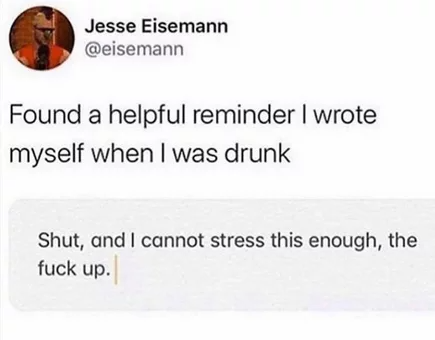 Jesse Eisemann
@eisemann
Found a helpful reminder I wrote
myself when I was drunk
Shut, and I cannot stress this enough, the
fuck up.